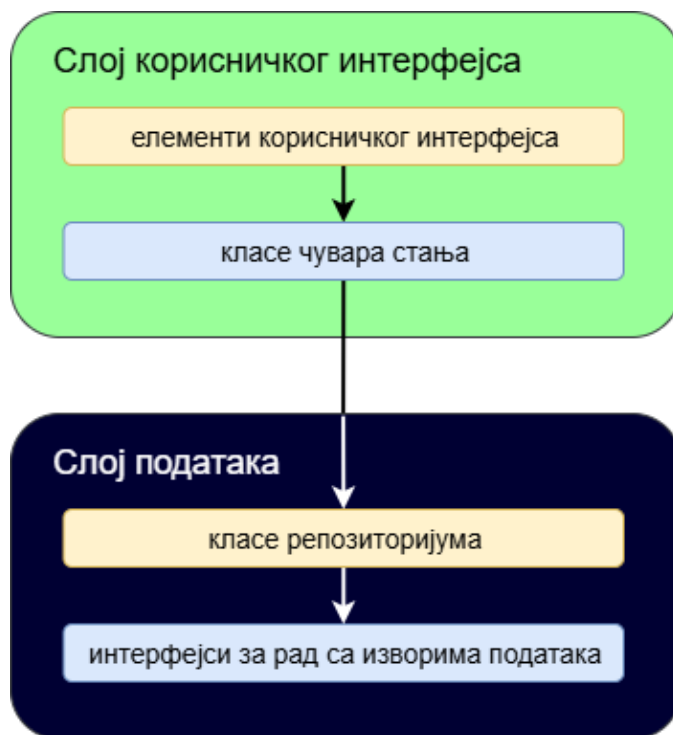 Слој корисничког интерфејса
елементи корисничког интерфејса
класе чувара стања
Слој података
класе репозиторијума
интерфејси за рад са изворима података